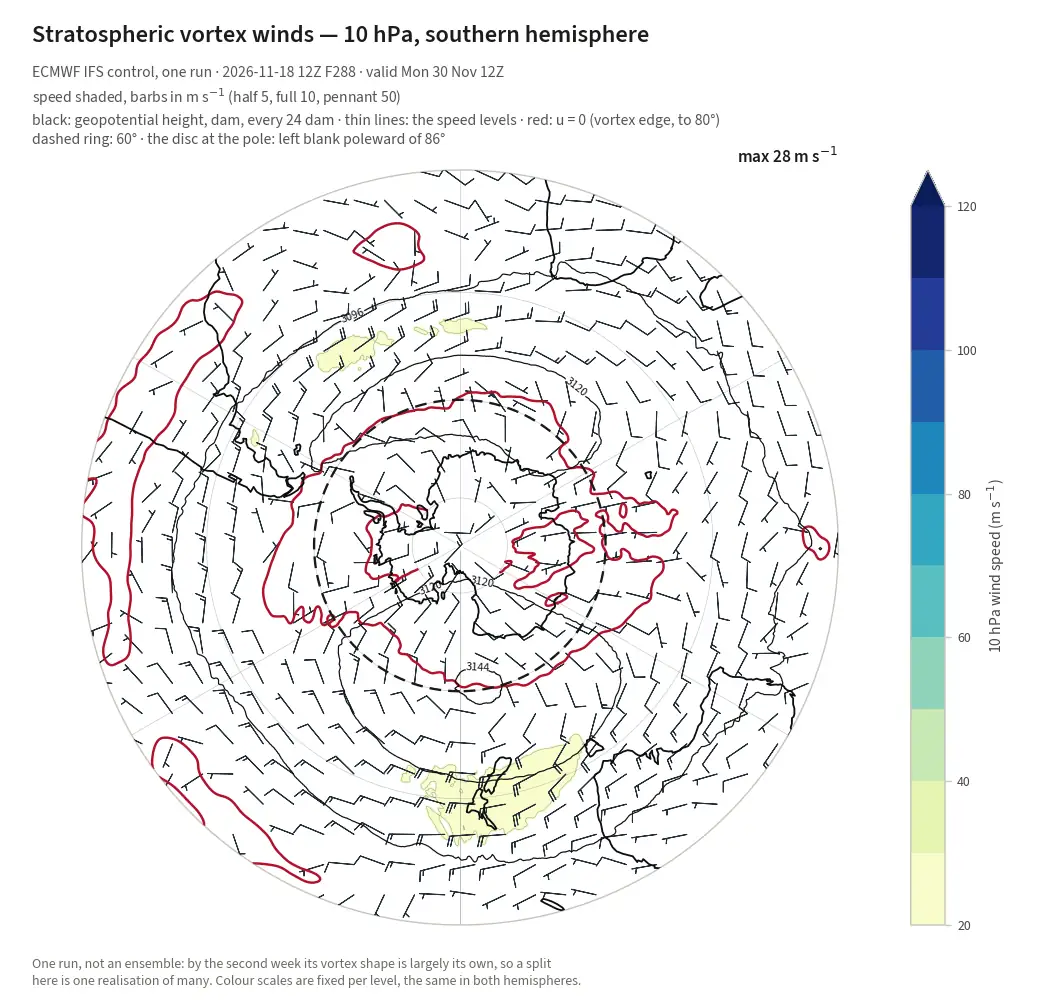 Stratospheric vortex winds — 10 hPa, southern hemisphere
ECMWF IFS control, one run · 2026-11-18 12Z F288 · valid Mon 30 Nov 12Z
speed shaded, barbs in m s⁻¹ (half 5, full 10, pennant 50)
black: geopotential height, dam, every 24 dam · thin lines: the speed levels · red: u = 0 (vortex edge, to 80°)
dashed ring: 60° · the disc at the pole: left blank poleward of 86°
max 28 m s⁻¹
120
100
80
60
40
20
10 hPa wind speed (m s⁻¹)
3096
3120
3120
3120
3144
One run, not an ensemble: by the second week its vortex shape is largely its own, so a split
here is one realisation of many. Colour scales are fixed per level, the same in both hemispheres.